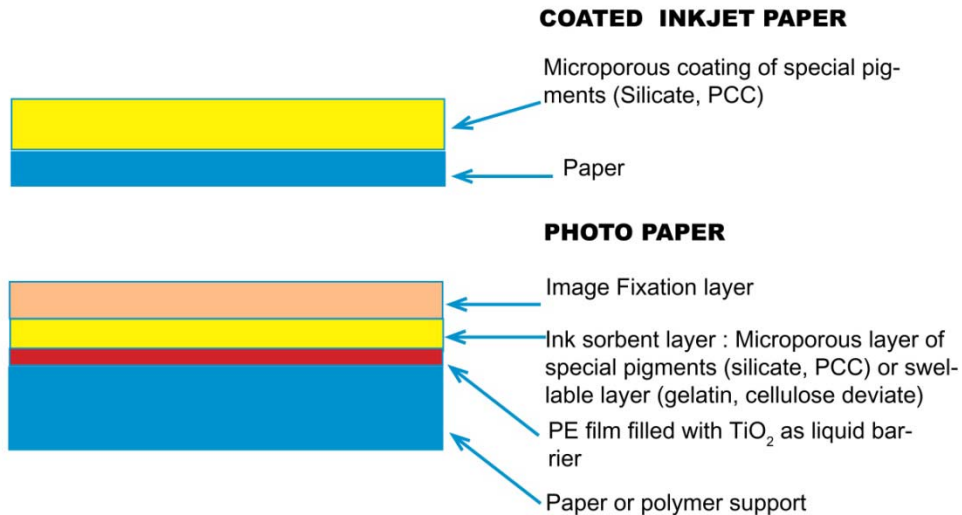 COATED  INKJET PAPER
Microporous coating of special pig-
ments (Silicate, PCC)
Paper
PHOTO PAPER
Image Fixation layer
Ink sorbent layer : Microporous layer of
special pigments (silicate, PCC) or swel-
lable layer (gelatin, cellulose deviate)
PE film filled with TiO₂ as liquid bar-
rier
Paper or polymer support